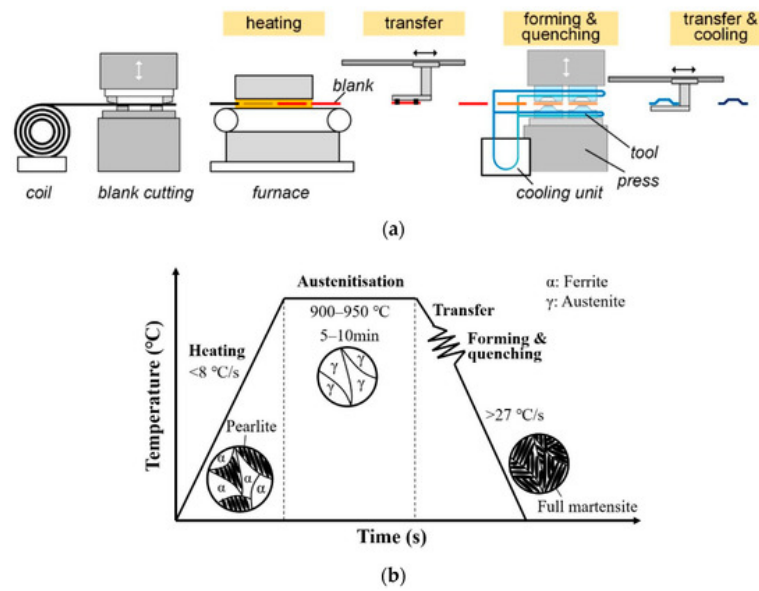 heating
transfer
forming &
quenching
transfer &
cooling
blank
coil
blank cutting
furnace
cooling unit
tool
press
(a)
Temperature (℃)
Austenitisation
900–950 ℃
5–10min
α: Ferrite
γ: Austenite
Transfer
Heating
<8 ℃/s
Forming &
quenching
γ
γ
γ
γ
>27 ℃/s
Pearlite
α
α
α
α
Full martensite
Time (s)
(b)